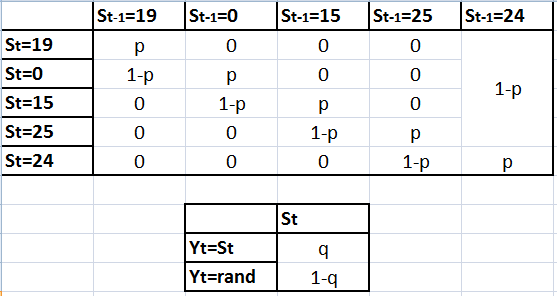 St-1=19 St-1=0 St-1=15 St-1=25 St-1=24
St=19 p 0 0 0
St=0 1-p p 0 0
1-p
St=15 0 1-p p 0
St=25 0 0 1-p p
St=24 0 0 0 1-p p
St
Yt=St q
Yt=rand 1-q